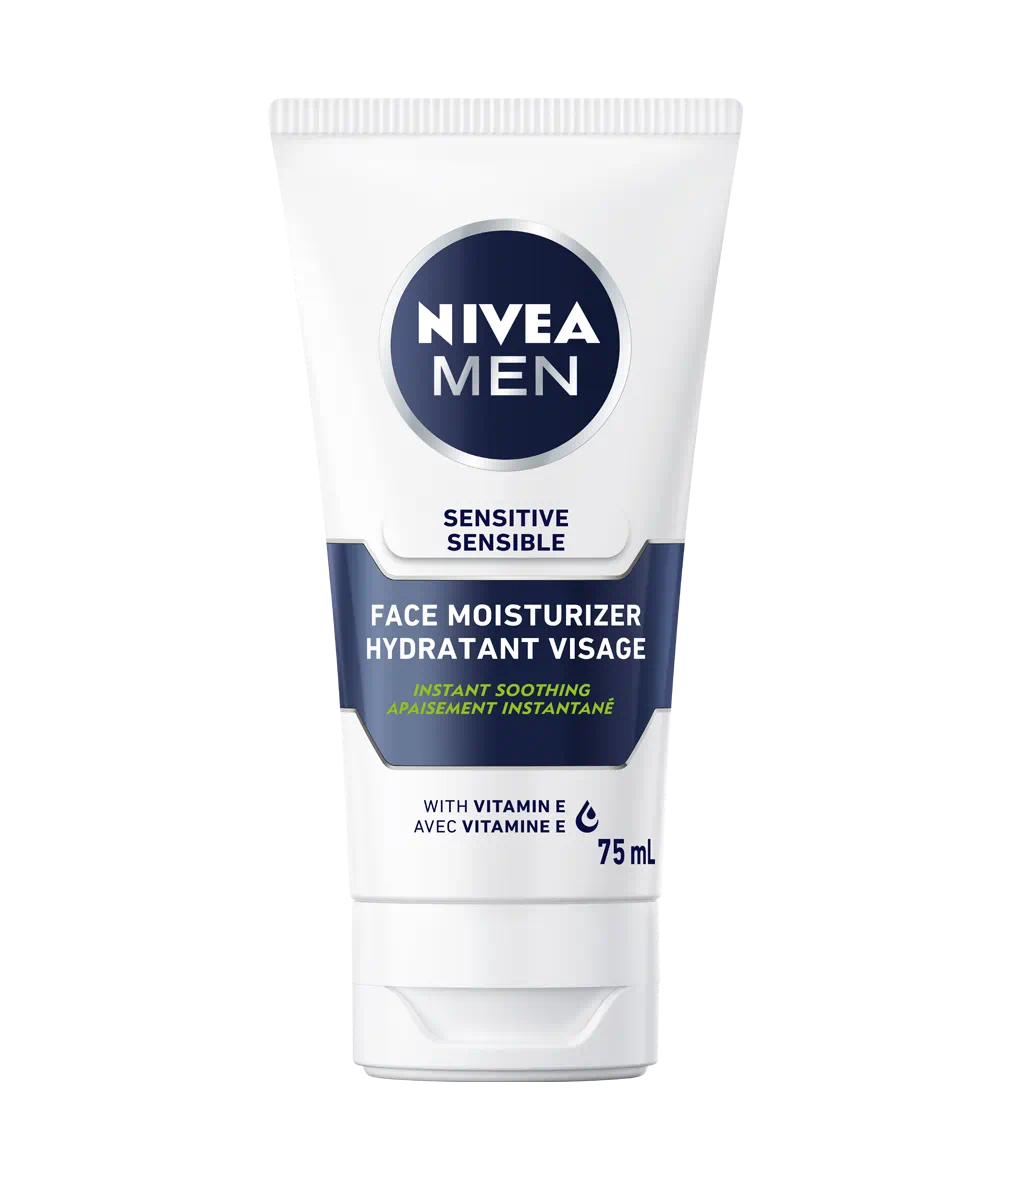 NIVEA
MEN
SENSITIVE
SENSIBLE
FACE MOISTURIZER
HYDRATANT VISAGE
INSTANT SOOTHING
APAISEMENT INSTANTANÉ
WITH VITAMIN E
AVEC VITAMINE E
75 mL